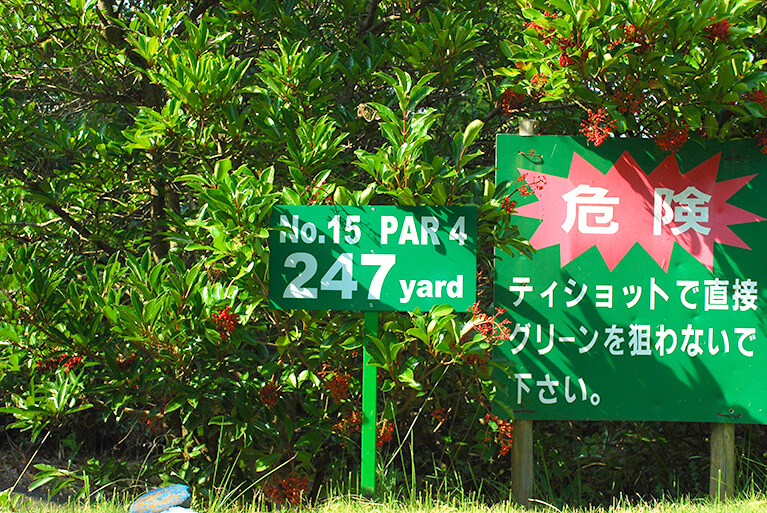 No.15 PAR 4
247 yard
危険
ティショットで直接
グリーンを狙わないで
下さい。